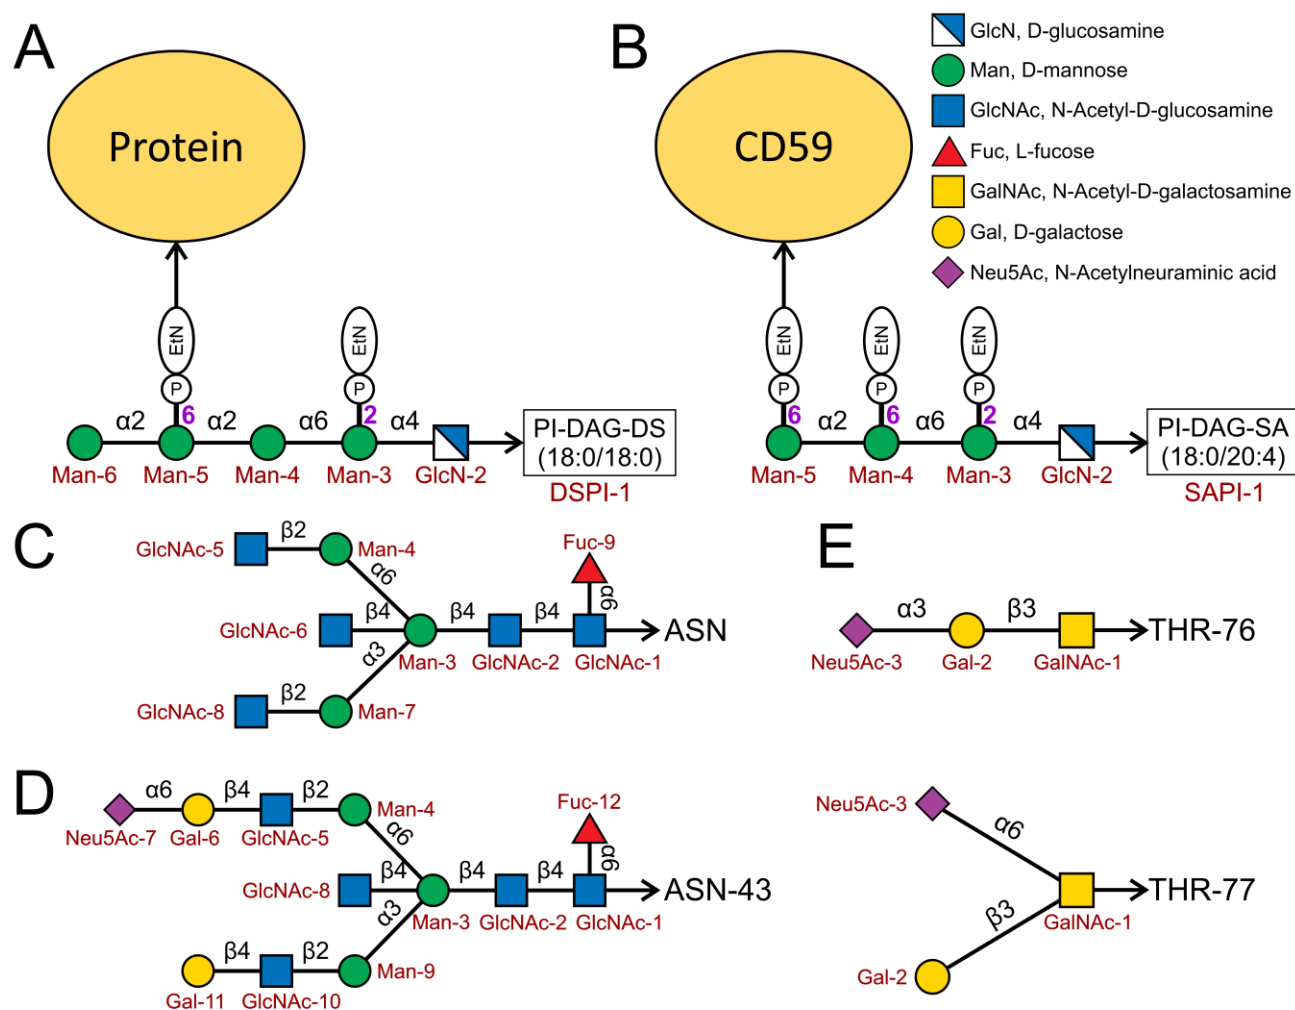 A
B
GlcN, D-glucosamine
Man, D-mannose
GlcNAc, N-Acetyl-D-glucosamine
Fuc, L-fucose
GalNAc, N-Acetyl-D-galactosamine
Gal, D-galactose
Neu5Ac, N-Acetylneuraminic acid
Protein
EtN
EtN
P
P
α2
6
α2
α6
2
α4
PI-DAG-DS
(18:0/18:0)
Man-6
Man-5
Man-4
Man-3
GlcN-2
DSPI-1
CD59
EtN
EtN
EtN
P
P
P
6
α2
6
α6
2
α4
PI-DAG-SA
(18:0/20:4)
Man-5
Man-4
Man-3
GlcN-2
SAPI-1
C
GlcNAc-5
β2
Man-4
α6
Fuc-9
α6
GlcNAc-6
β4
β4
β4
ASN
α3
Man-3
GlcNAc-2
GlcNAc-1
GlcNAc-8
β2
Man-7
E
α3
β3
THR-76
Neu5Ac-3
Gal-2
GalNAc-1
D
α6
β4
β2
Man-4
Neu5Ac-7
Gal-6
GlcNAc-5
α6
Fuc-12
α6
GlcNAc-8
β4
β4
β4
ASN-43
α3
Man-3
GlcNAc-2
GlcNAc-1
β4
β2
Man-9
Gal-11
GlcNAc-10
Neu5Ac-3
α6
THR-77
GalNAc-1
β3
Gal-2